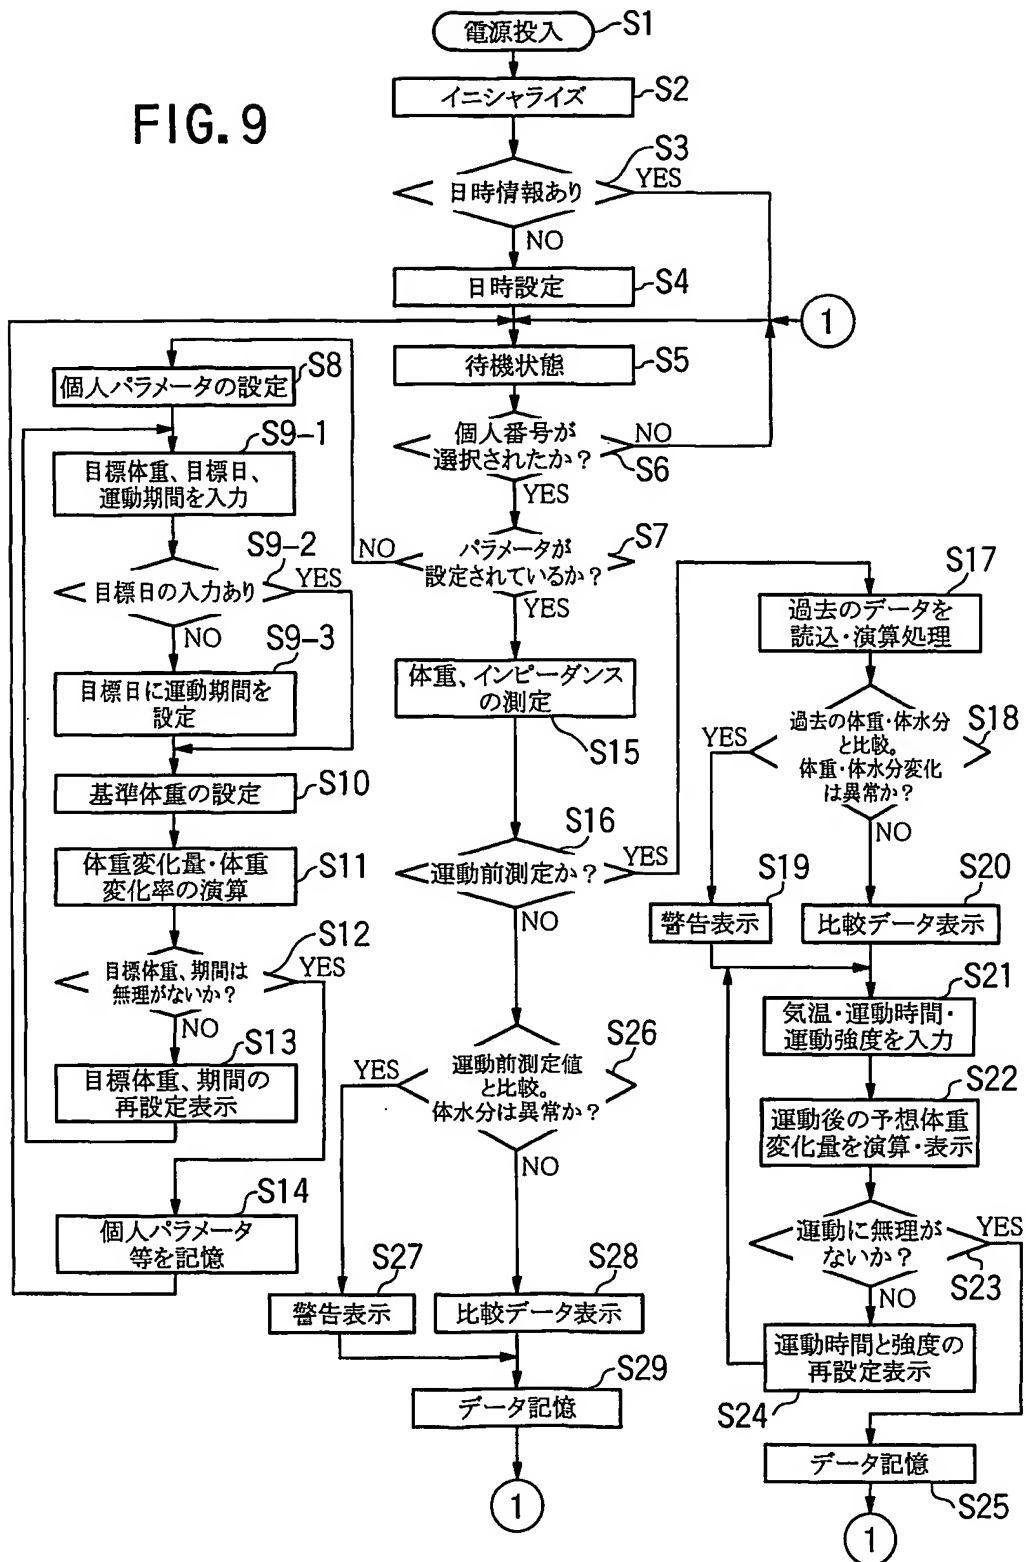 FIG. 9
電源投入
S1
イニシャライズ
S2
S3
日時情報あり
YES
NO
日時設定
S4
1
待機状態
S5
個人番号が
選択されたか?
NO
S6
YES
パラメータが
設定されているか?
S7
NO
YES
S8
個人パラメータの設定
S9-1
目標体重、目標日、
運動期間を入力
S9-2
目標日の入力あり
YES
NO
S9-3
目標日に運動期間を
設定
基準体重の設定
S10
体重変化量・体重
変化率の演算
S11
S12
目標体重、期間は
無理がないか?
YES
NO
S13
目標体重、期間の
再設定表示
S14
個人パラメータ
等を記憶
体重、インピーダンス
の測定
S15
S16
運動前測定か?
YES
NO
S17
過去のデータを
読込・演算処理
過去の体重・体水分
と比較。
体重・体水分変化
は異常か?
S18
YES
NO
S19
警告表示
S20
比較データ表示
S21
気温・運動時間・
運動強度を入力
S22
運動後の予想体重
変化量を演算・表示
運動に無理が
ないか?
YES
S23
NO
運動時間と強度の
再設定表示
S24
データ記憶
S25
1
運動前測定値
と比較。
体水分は異常か?
S26
YES
NO
S27
警告表示
S28
比較データ表示
S29
データ記憶
1